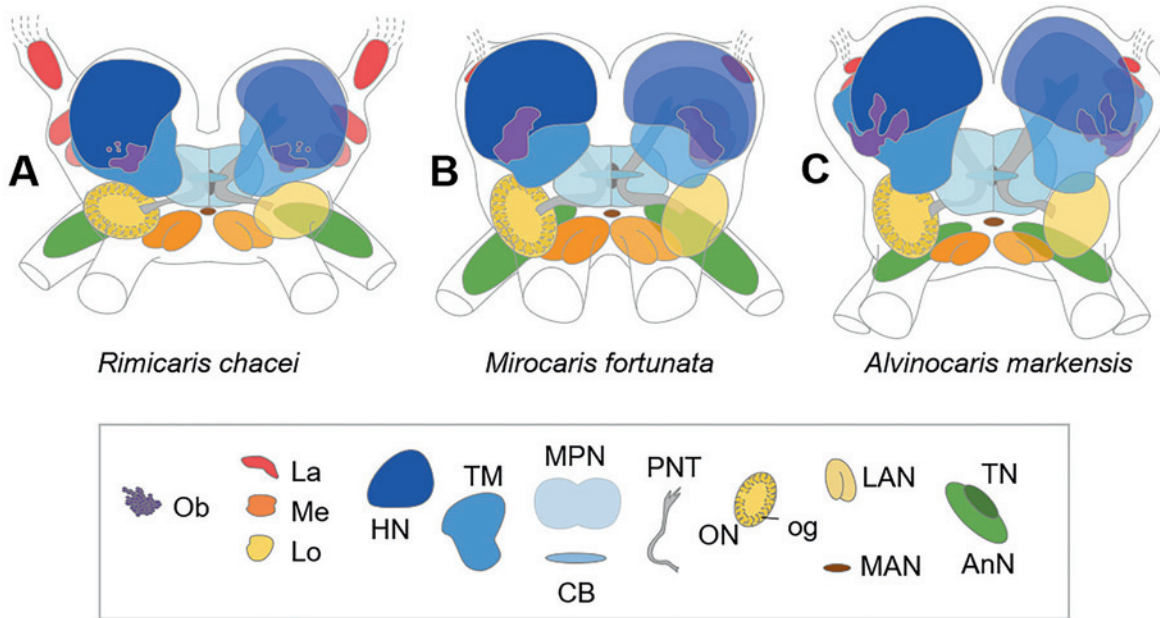 A
B
C
Rimicaris chacei
Mirocaris fortunata
Alvinocaris markensis
Ob
La
Me
Lo
HN
TM
MPN
CB
PNT
ON
og
LAN
MAN
TN
AnN